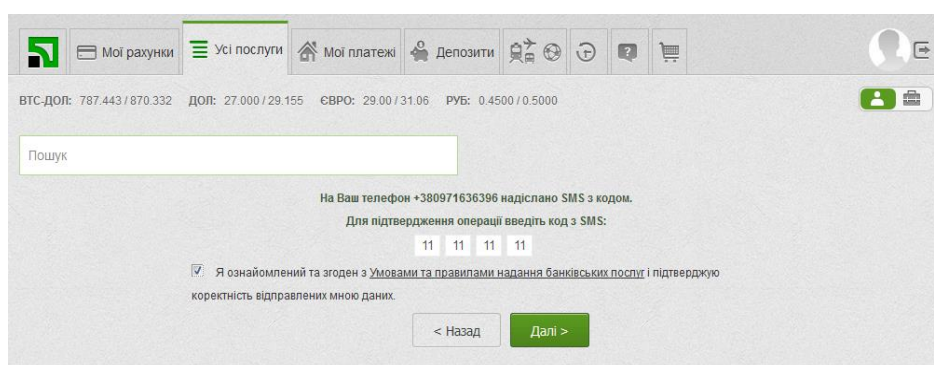 Мої рахунки Усі послуги Мої платежі Депозити
BTC-ДОЛ: 787.443 / 870.332 ДОЛ: 27.000 / 29.155 ЄВРО: 29.00 / 31.06 РУБ: 0.4500 / 0.5000
Пошук
На Ваш телефон +380971636396 надіслано SMS з кодом.
Для підтвердження операції введіть код з SMS:
11 11 11 11
Я ознайомлений та згоден з Умовами та правилами надання банківських послуг і підтверджую
коректність відправлених мною даних.
< Назад Далі >